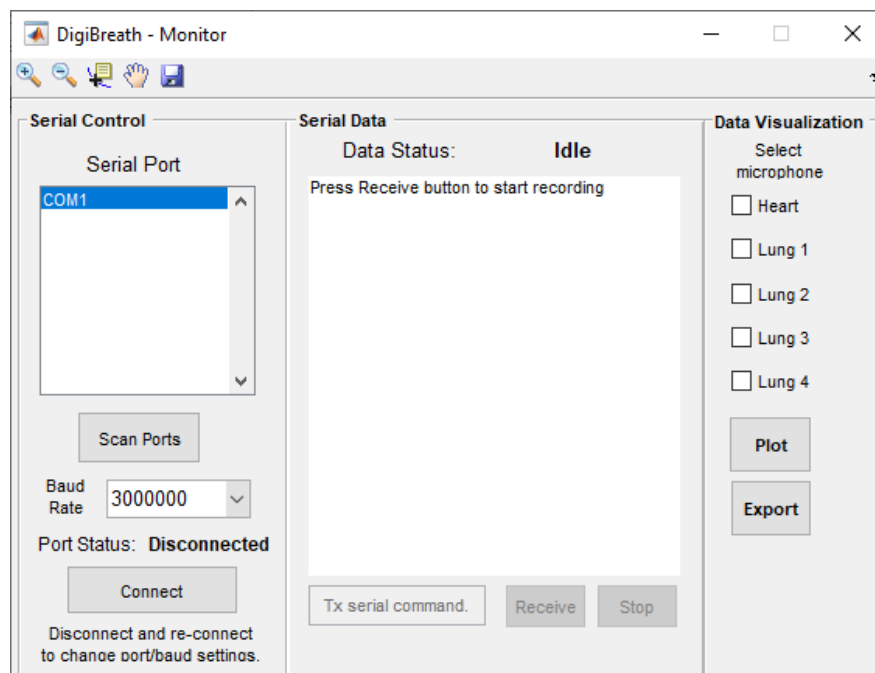 DigiBreath - Monitor
Serial Control
Serial Port
COM1
Scan Ports
Baud
Rate
3000000
Port Status: Disconnected
Connect
Disconnect and re-connect
to change port/baud settings.
Serial Data
Data Status: Idle
Press Receive button to start recording
Tx serial command.
Receive
Stop
Data Visualization
Select
microphone
Heart
Lung 1
Lung 2
Lung 3
Lung 4
Plot
Export